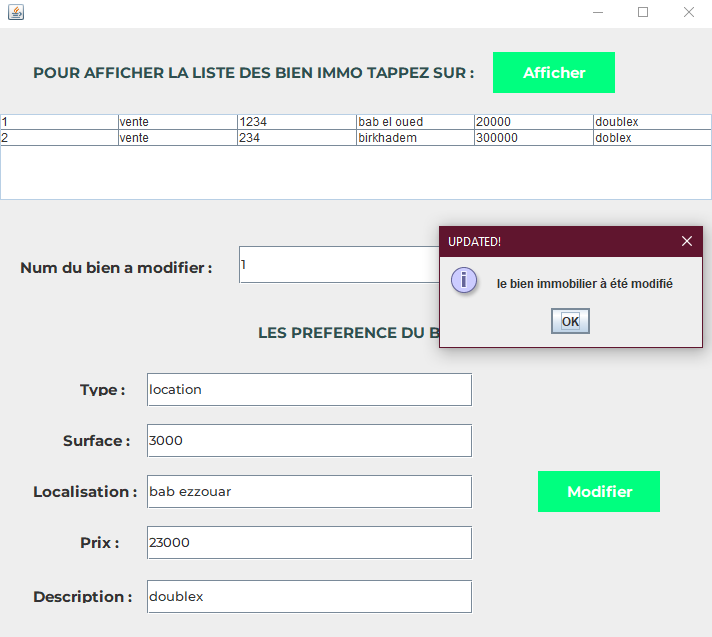 POUR AFFICHER LA LISTE DES BIEN IMMO TAPPEZ SUR :
Afficher
1 vente 1234 bab el oued 20000 doublex
2 vente 234 birkhadem 300000 doblex
Num du bien a modifier :
1
UPDATED!
le bien immobilier à été modifié
OK
LES PREFERENCE DU B
Type :
location
Surface :
3000
Localisation :
bab ezzouar
Modifier
Prix :
23000
Description :
doublex